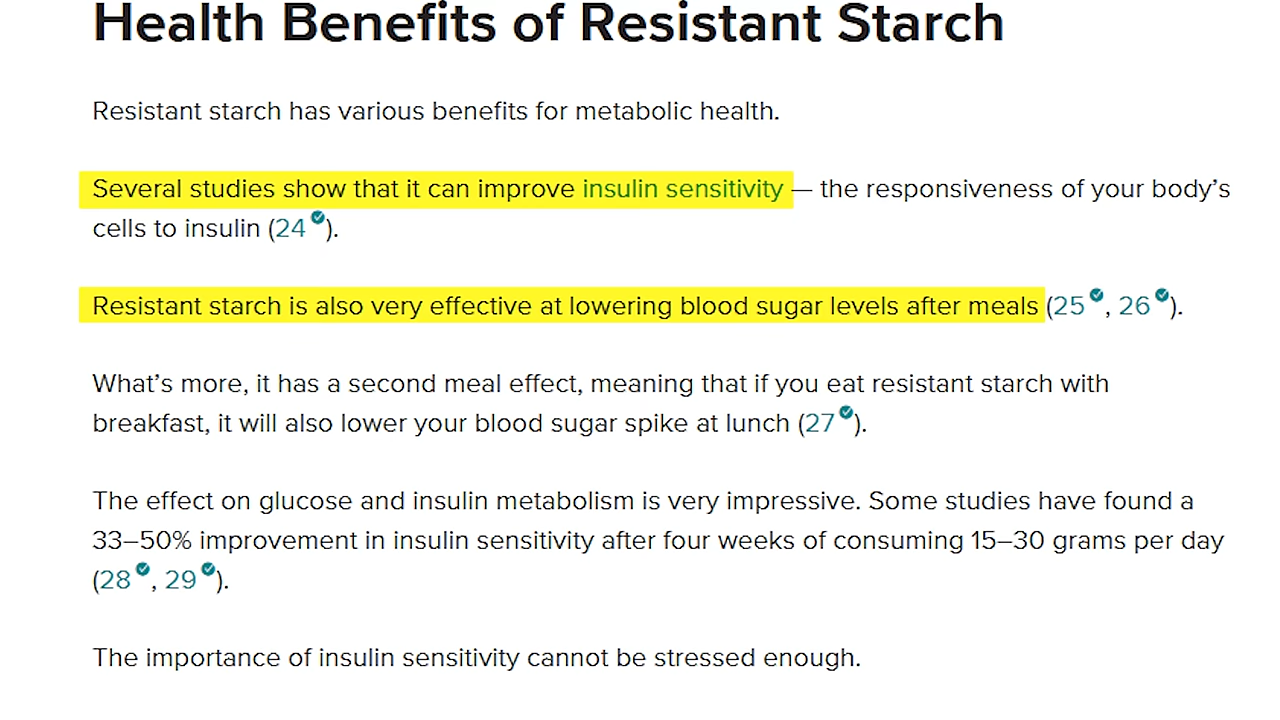 Health Benefits of Resistant Starch
Resistant starch has various benefits for metabolic health.
Several studies show that it can improve insulin sensitivity — the responsiveness of your body’s
cells to insulin (24).
Resistant starch is also very effective at lowering blood sugar levels after meals (25, 26).
What’s more, it has a second meal effect, meaning that if you eat resistant starch with
breakfast, it will also lower your blood sugar spike at lunch (27).
The effect on glucose and insulin metabolism is very impressive. Some studies have found a
33–50% improvement in insulin sensitivity after four weeks of consuming 15–30 grams per day
(28, 29).
The importance of insulin sensitivity cannot be stressed enough.